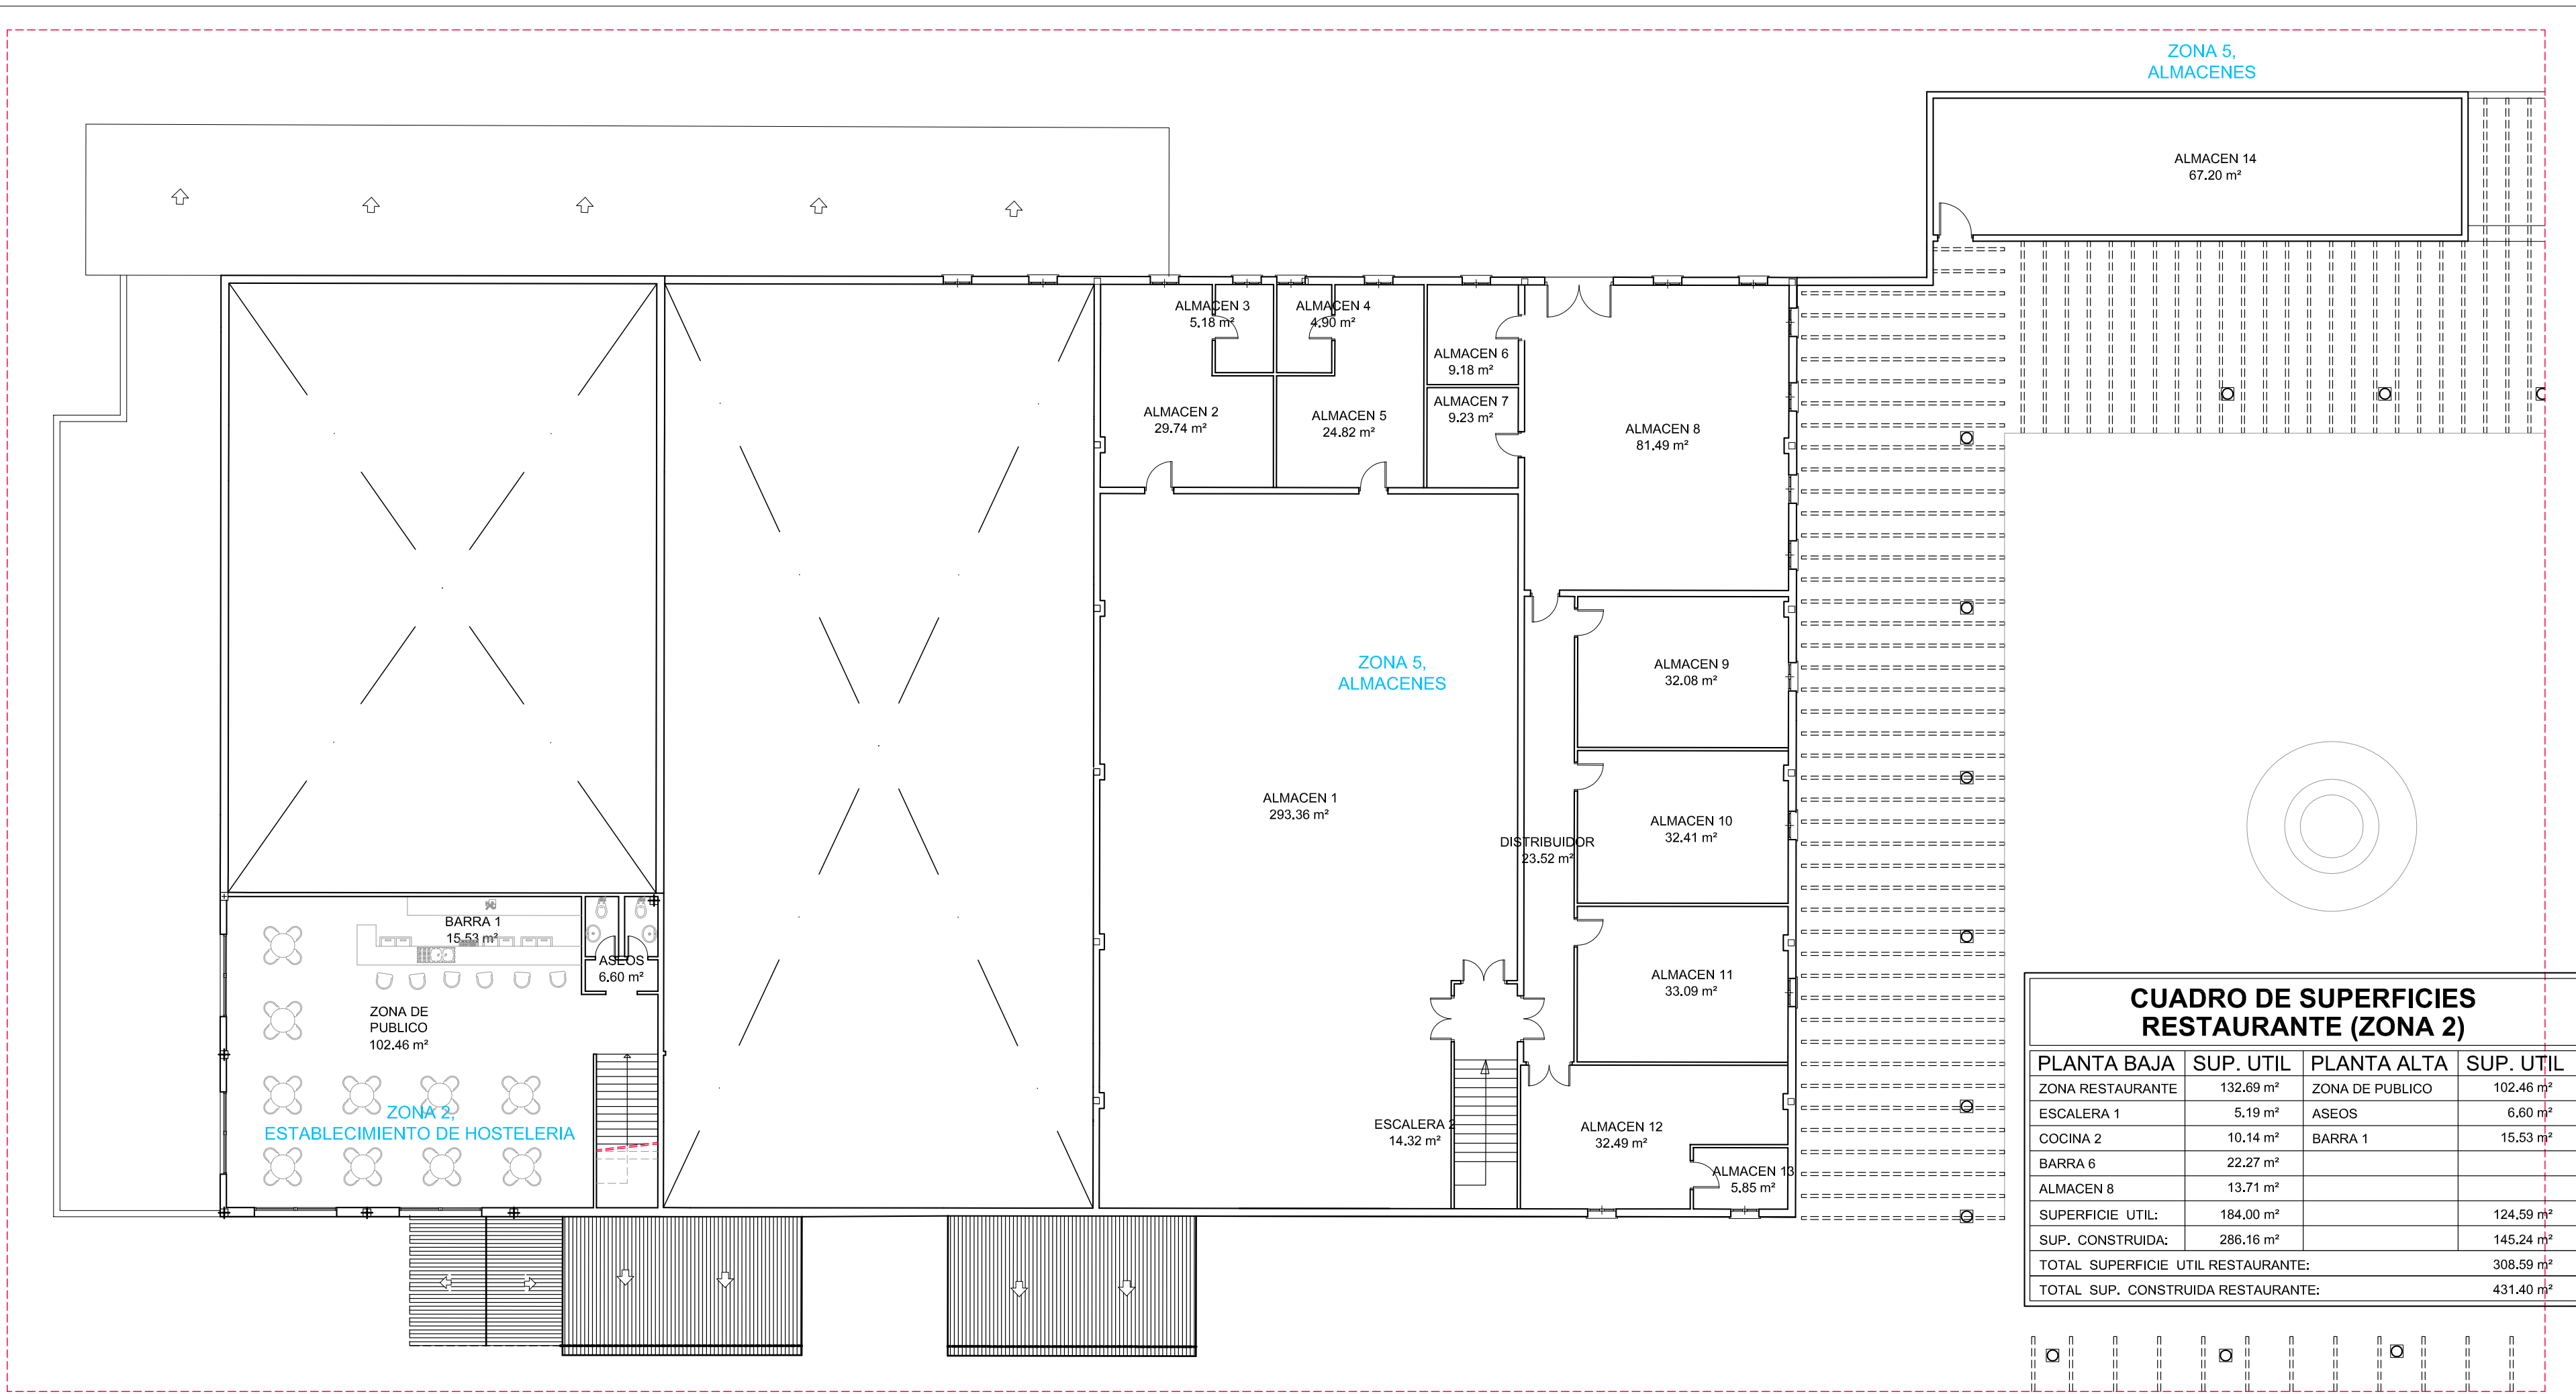 ZONA 5,
ALMACENES
ALMACEN 14
67.20 m²
ALMACEN 3
5.18 m²
ALMACEN 4
4.90 m²
ALMACEN 6
9.18 m²
ALMACEN 2
29.74 m²
ALMACEN 5
24.82 m²
ALMACEN 7
9.23 m²
ALMACEN 8
81.49 m²
ZONA 5,
ALMACENES
ALMACEN 9
32.08 m²
ALMACEN 1
293.36 m²
DISTRIBUIDOR
23.52 m²
ALMACEN 10
32.41 m²
BARRA 1
15.53 m²
ASEOS
6.60 m²
ALMACEN 11
33.09 m²
ZONA DE
PUBLICO
102.46 m²
ZONA 2,
ESTABLECIMIENTO DE HOSTELERIA
ESCALERA 2
14.32 m²
ALMACEN 12
32.49 m²
ALMACEN 13
5.85 m²
CUADRO DE SUPERFICIES
RESTAURANTE (ZONA 2)
PLANTA BAJA SUP. UTIL PLANTA ALTA SUP. UTIL
ZONA RESTAURANTE 132.69 m² ZONA DE PUBLICO 102.46 m²
ESCALERA 1 5.19 m² ASEOS 6.60 m²
COCINA 2 10.14 m² BARRA 1 15.53 m²
BARRA 6 22.27 m²
ALMACEN 8 13.71 m²
SUPERFICIE UTIL: 184.00 m² 124.59 m²
SUP. CONSTRUIDA: 286.16 m² 145.24 m²
TOTAL SUPERFICIE UTIL RESTAURANTE: 308.59 m²
TOTAL SUP. CONSTRUIDA RESTAURANTE: 431.40 m²